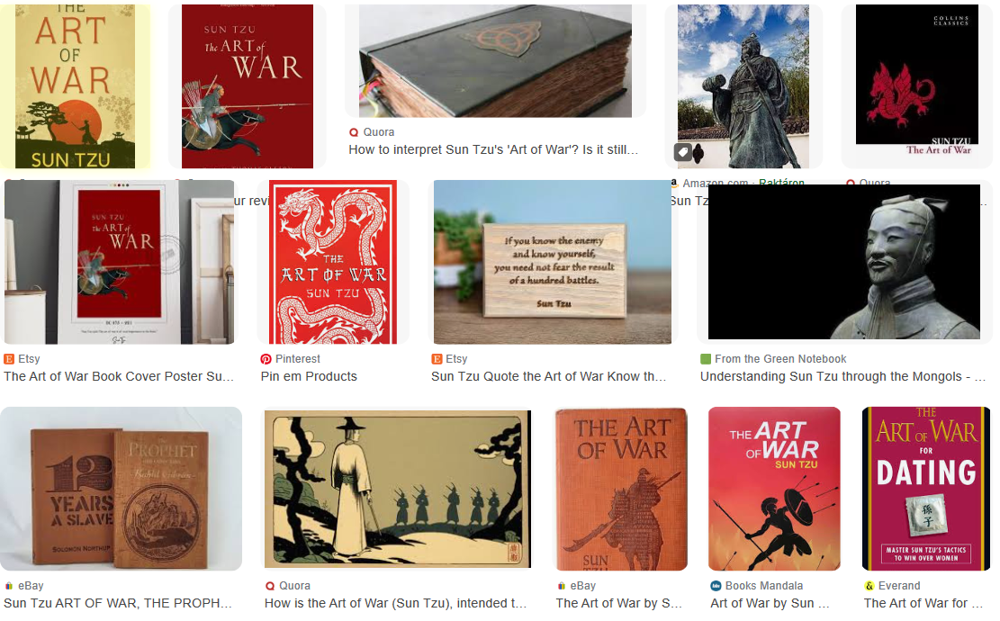 THE
ART
OF
WAR
SUN TZU
SUN TZU
The Art of
WAR
COLLINS
CLASSICS
SUN TZU
The Art of War
Quora
How to interpret Sun Tzu's 'Art of War'? Is it still...
Amazon.com · Raktáron
Quora
ur revi
Sun Tz
SUN TZU
The ART of
WAR
THE
ART OF WAR
SUN TZU
If you know the enemy
and know yourself,
you need not fear the result
of a hundred battles.
Sun Tzu
Etsy
The Art of War Book Cover Poster Su...
Pinterest
Pin em Products
Etsy
Sun Tzu Quote the Art of War Know th...
From the Green Notebook
Understanding Sun Tzu through the Mongols - ...
12
YEARS
A SLAVE
SOLOMON NORTHUP
THE
PROPHET
Kahlil Gibran
THE ART
OF WAR
SUN
TZU
THE ART
OF WAR
SUN TZU
THE
ART OF WAR
FOR
DATING
孫
子
MASTER SUN TZU'S TACTICS
TO WIN OVER WOMEN
eBay
Sun Tzu ART OF WAR, THE PROPH...
Quora
How is the Art of War (Sun Tzu), intended t...
eBay
The Art of War by S...
Books Mandala
Art of War by Sun ...
Everand
The Art of War for ...